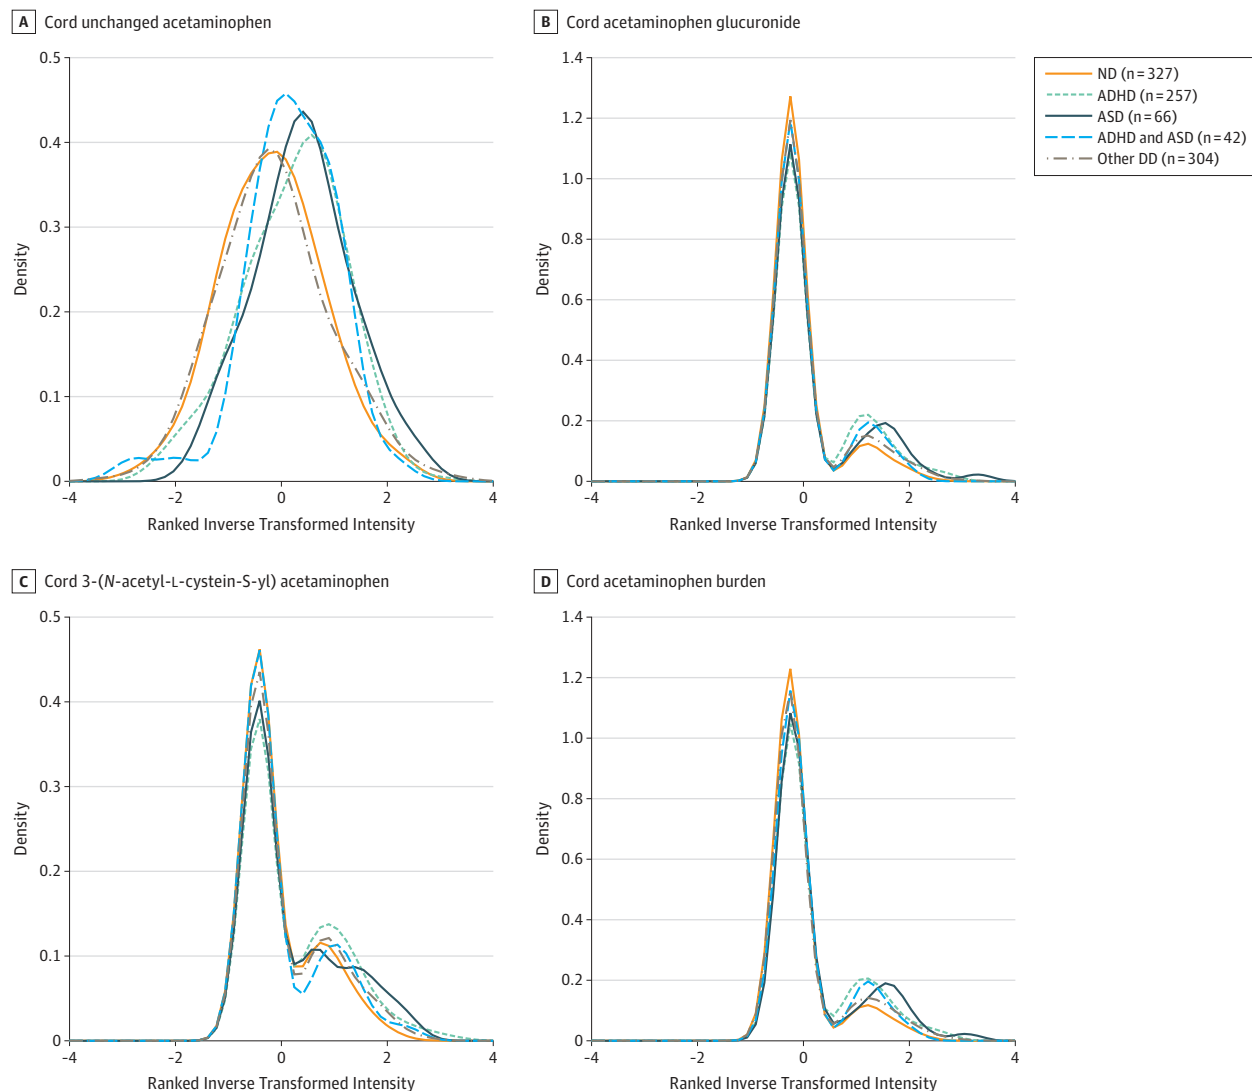 A Cord unchanged acetaminophen
0.5
0.4
0.3
0.2
0.1
0
Density
-4 -2 0 2 4
Ranked Inverse Transformed Intensity
B Cord acetaminophen glucuronide
1.4
1.2
1.0
0.8
0.6
0.4
0.2
0
Density
-4 -2 0 2 4
Ranked Inverse Transformed Intensity
ND (n = 327)
ADHD (n = 257)
ASD (n = 66)
ADHD and ASD (n = 42)
Other DD (n = 304)
C Cord 3-(N-acetyl-L-cystein-S-yl) acetaminophen
0.5
0.4
0.3
0.2
0.1
0
Density
-4 -2 0 2 4
Ranked Inverse Transformed Intensity
D Cord acetaminophen burden
1.4
1.2
1.0
0.8
0.6
0.4
0.2
0
Density
-4 -2 0 2 4
Ranked Inverse Transformed Intensity